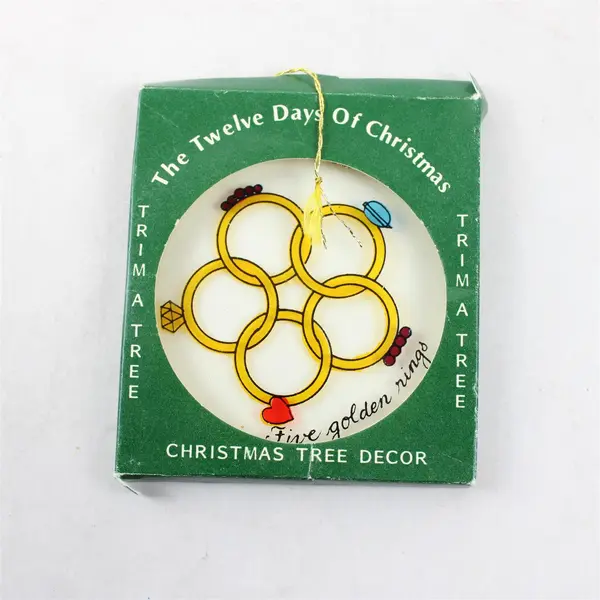 The Twelve Days Of Christmas
TRIM A TREE
TRIM A TREE
Five golden rings
CHRISTMAS TREE DECOR